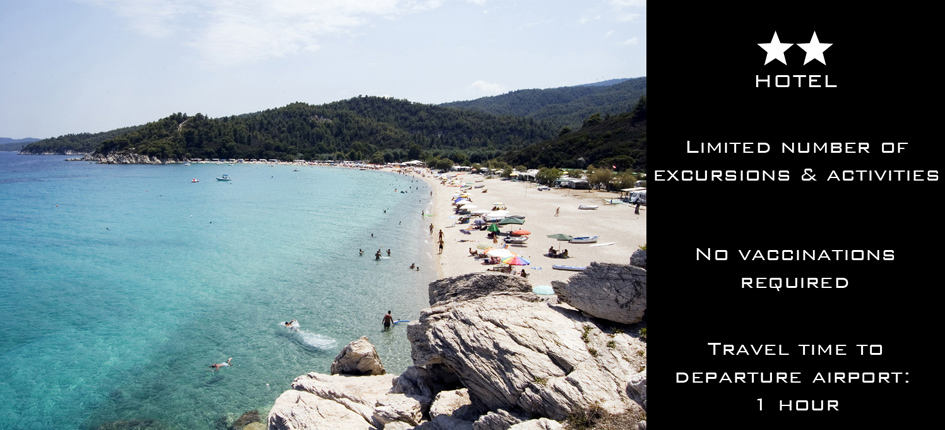 HOTEL
LIMITED NUMBER OF
EXCURSIONS & ACTIVITIES
NO VACCINATIONS
REQUIRED
TRAVEL TIME TO
DEPARTURE AIRPORT:
1 HOUR